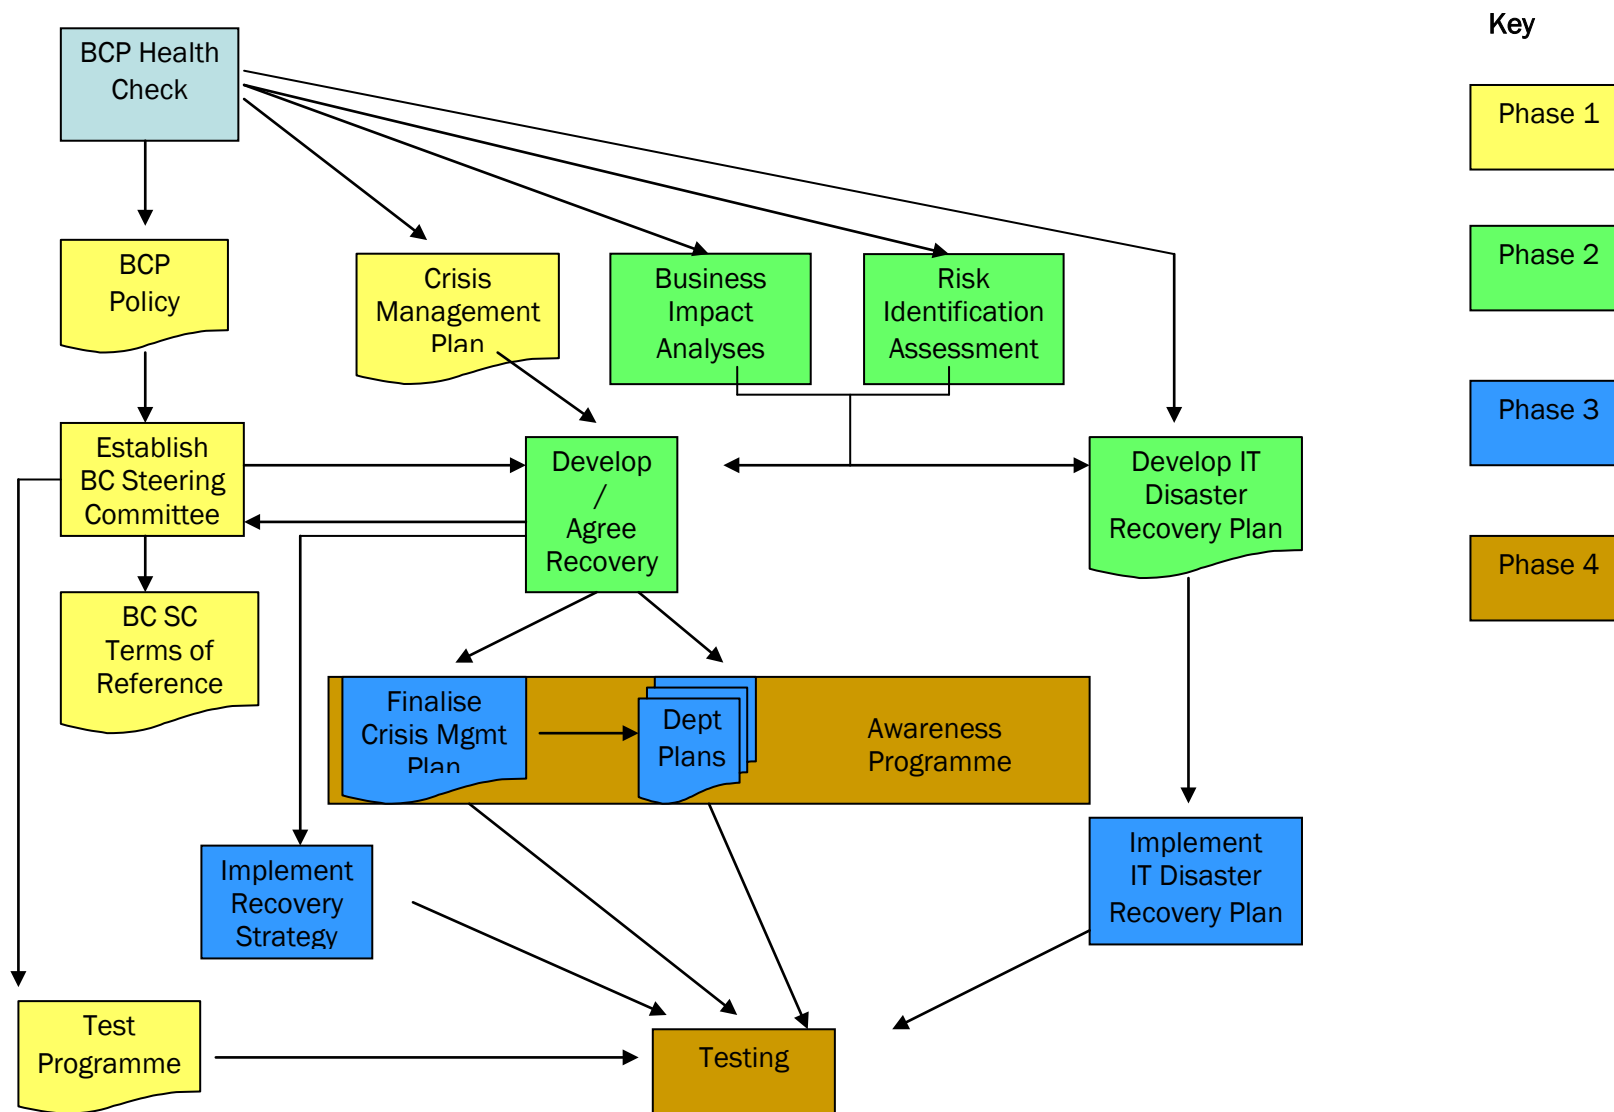 Key
BCP Health
Check
Phase 1
BCP
Policy
Crisis
Management
Plan
Business
Impact
Analyses
Risk
Identification
Assessment
Phase 2
Establish
BC Steering
Committee
Develop
/
Agree
Recovery
Develop IT
Disaster
Recovery Plan
Phase 3
BC SC
Terms of
Reference
Phase 4
Finalise
Crisis Mgmt
Plan
Dept
Plans
Awareness
Programme
Implement
Recovery
Strategy
Implement
IT Disaster
Recovery Plan
Test
Programme
Testing